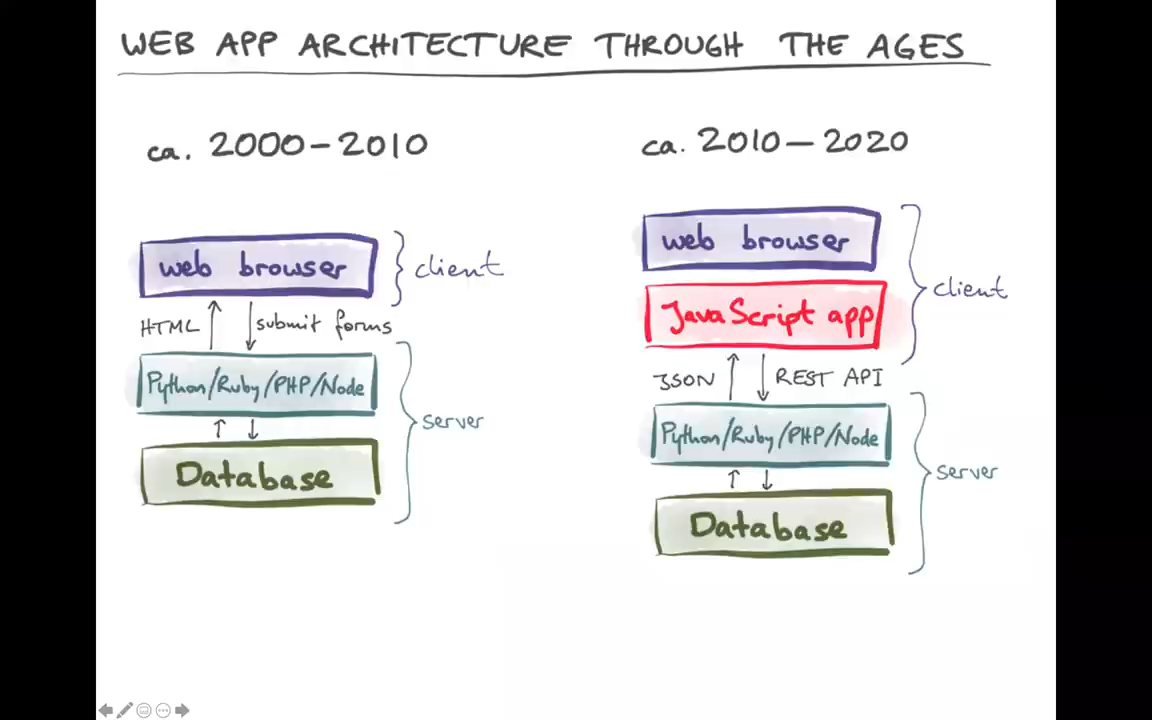 WEB APP ARCHITECTURE THROUGH THE AGES
ca. 2000-2010
web browser
client
HTML
submit forms
Python/Ruby/PHP/Node
server
Database
ca. 2010-2020
web browser
JavaScript app
client
JSON
REST API
Python/Ruby/PHP/Node
server
Database